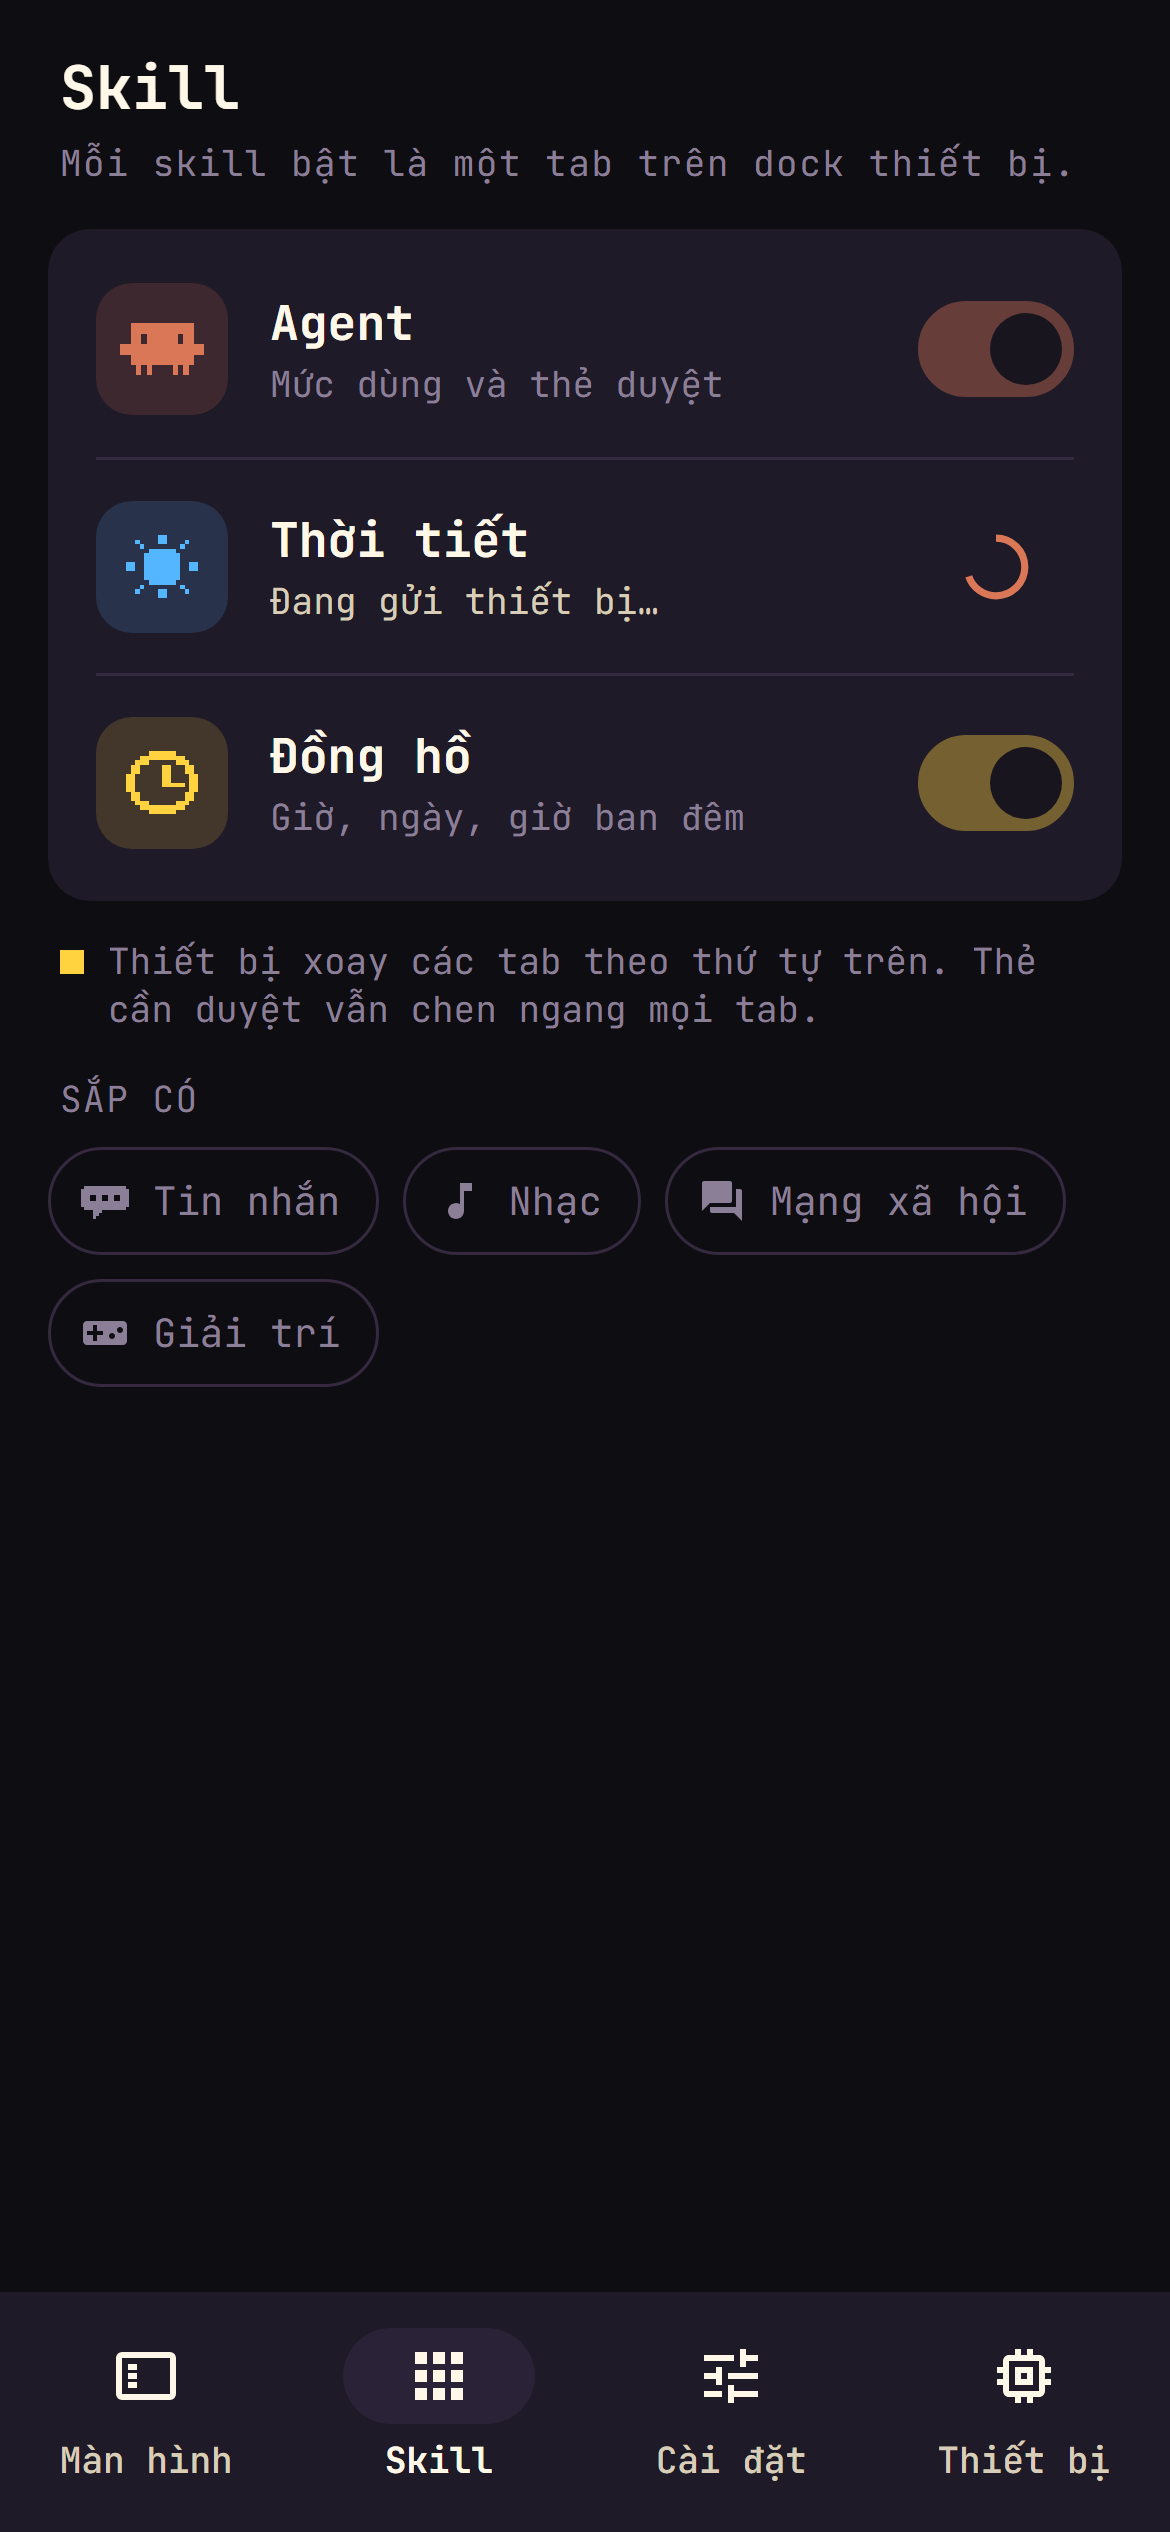 Skill
Mỗi skill bật là một tab trên dock thiết bị.
Agent
Mức dùng và thẻ duyệt
Thời tiết
Đang gửi thiết bị…
Đồng hồ
Giờ, ngày, giờ ban đêm
Thiết bị xoay các tab theo thứ tự trên. Thẻ
cần duyệt vẫn chen ngang mọi tab.
SẮP CÓ
Tin nhắn
Nhạc
Mạng xã hội
Giải trí
Màn hình
Skill
Cài đặt
Thiết bị